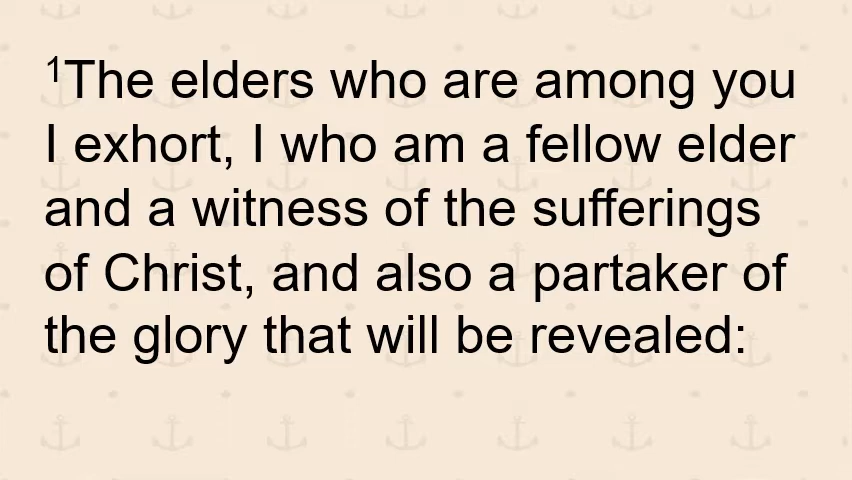 ¹The elders who are among you
I exhort, I who am a fellow elder
and a witness of the sufferings
of Christ, and also a partaker of
the glory that will be revealed: